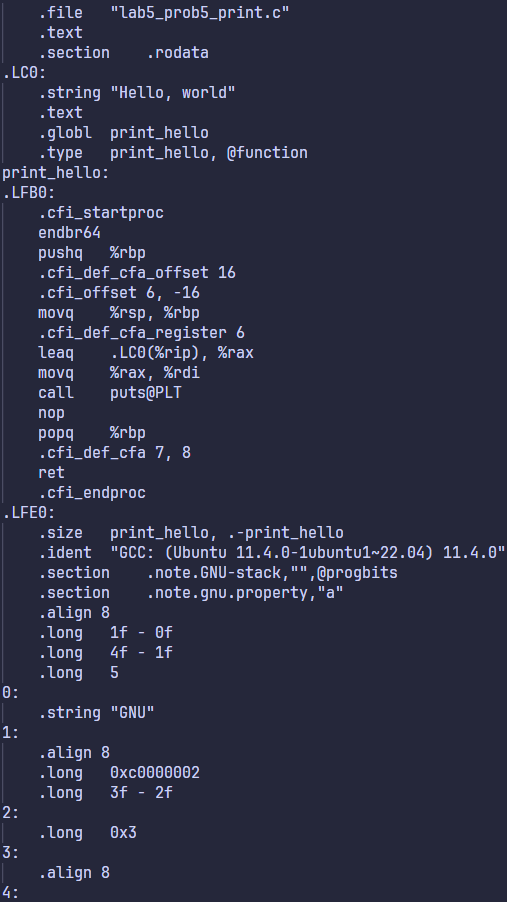 .file "lab5_prob5_print.c"
.text
.section .rodata
.LC0:
.string "Hello, world"
.text
.globl print_hello
.type print_hello, @function
print_hello:
.LFB0:
.cfi_startproc
endbr64
pushq %rbp
.cfi_def_cfa_offset 16
.cfi_offset 6, -16
movq %rsp, %rbp
.cfi_def_cfa_register 6
leaq .LC0(%rip), %rax
movq %rax, %rdi
call puts@PLT
nop
popq %rbp
.cfi_def_cfa 7, 8
ret
.cfi_endproc
.LFE0:
.size print_hello, .-print_hello
.ident "GCC: (Ubuntu 11.4.0-1ubuntu1~22.04) 11.4.0"
.section .note.GNU-stack,"",@progbits
.section .note.gnu.property,"a"
.align 8
.long 1f - 0f
.long 4f - 1f
.long 5
0:
.string "GNU"
1:
.align 8
.long 0xc0000002
.long 3f - 2f
2:
.long 0x3
3:
.align 8
4: